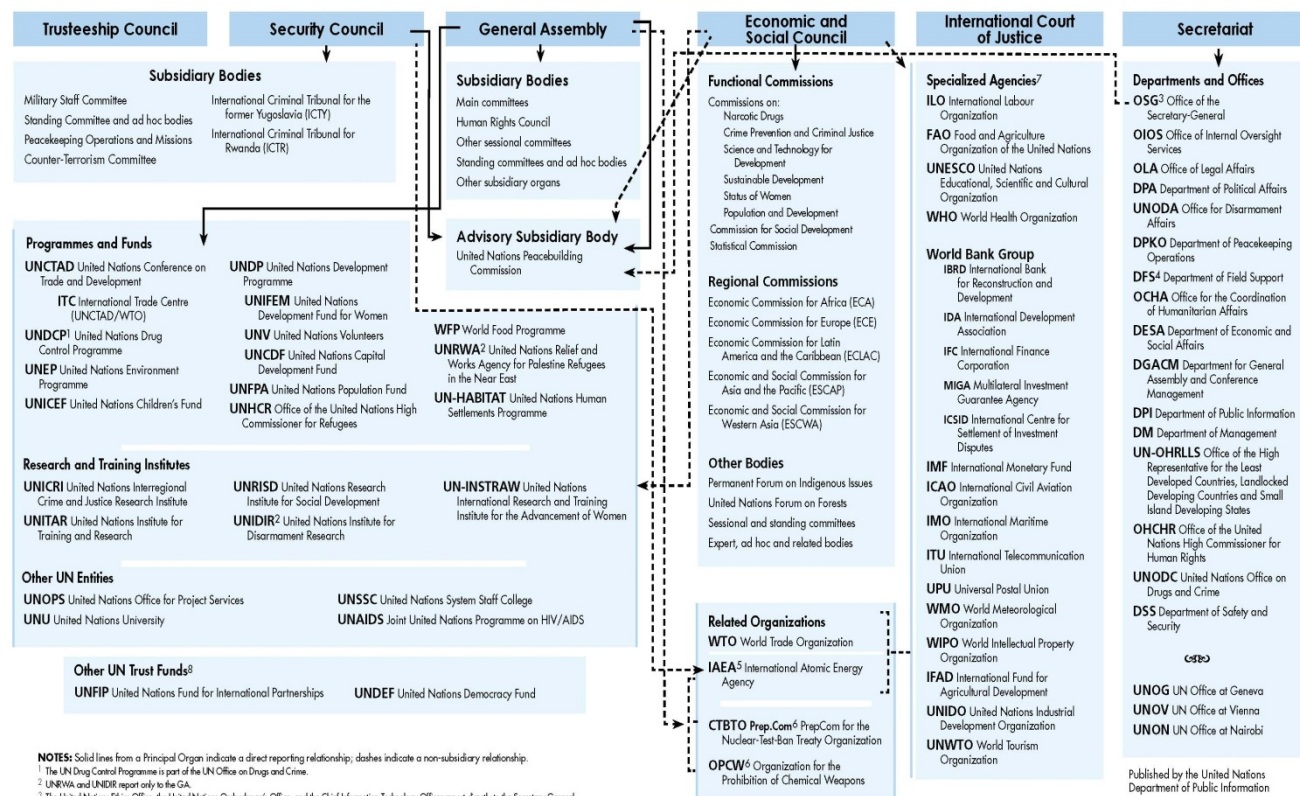 Trusteeship Council
Security Council
General Assembly
Economic and
Social Council
International Court
of Justice
Secretariat
Subsidiary Bodies
Military Staff Committee
Standing Committee and ad hoc bodies
Peacekeeping Operations and Missions
Counter-Terrorism Committee
International Criminal Tribunal for the
former Yugoslavia (ICTY)
International Criminal Tribunal for
Rwanda (ICTR)
Subsidiary Bodies
Main committees
Human Rights Council
Other sessional committees
Standing committees and ad hoc bodies
Other subsidiary organs
Advisory Subsidiary Body
United Nations Peacebuilding
Commission
Programmes and Funds
UNCTAD United Nations Conference on
Trade and Development
ITC International Trade Centre
(UNCTAD/WTO)
UNDCP¹ United Nations Drug
Control Programme
UNEP United Nations Environment
Programme
UNICEF United Nations Children's Fund
UNDP United Nations Development
Programme
UNIFEM United Nations
Development Fund for Women
UNV United Nations Volunteers
UNCDF United Nations Capital
Development Fund
UNFPA United Nations Population Fund
UNHCR Office of the United Nations High
Commissioner for Refugees
WFP World Food Programme
UNRWA² United Nations Relief and
Works Agency for Palestine Refugees
in the Near East
UN-HABITAT United Nations Human
Settlements Programme
Research and Training Institutes
UNICRI United Nations Interregional
Crime and Justice Research Institute
UNITAR United Nations Institute for
Training and Research
UNRISD United Nations Research
Institute for Social Development
UNIDIR² United Nations Institute for
Disarmament Research
UN-INSTRAW United Nations
International Research and Training
Institute for the Advancement of Women
Other UN Entities
UNOPS United Nations Office for Project Services
UNU United Nations University
UNSSC United Nations System Staff College
UNAIDS Joint United Nations Programme on HIV/AIDS
Other UN Trust Funds⁸
UNFIP United Nations Fund for International Partnerships
UNDEF United Nations Democracy Fund
Functional Commissions
Commissions on:
Narcotic Drugs
Crime Prevention and Criminal Justice
Science and Technology for
Development
Sustainable Development
Status of Women
Population and Development
Commission for Social Development
Statistical Commission
Regional Commissions
Economic Commission for Africa (ECA)
Economic Commission for Europe (ECE)
Economic Commission for Latin
America and the Caribbean (ECLAC)
Economic and Social Commission for
Asia and the Pacific (ESCAP)
Economic and Social Commission for
Western Asia (ESCWA)
Other Bodies
Permanent Forum on Indigenous Issues
United Nations Forum on Forests
Sessional and standing committees
Expert, ad hoc and related bodies
Related Organizations
WTO World Trade Organization
IAEA⁵ International Atomic Energy
Agency
CTBTO Prep.Com⁶ PrepCom for the
Nuclear-Test-Ban Treaty Organization
OPCW⁶ Organization for the
Prohibition of Chemical Weapons
Specialized Agencies⁷
ILO International Labour
Organization
FAO Food and Agriculture
Organization of the United Nations
UNESCO United Nations
Educational, Scientific and Cultural
Organization
WHO World Health Organization
World Bank Group
IBRD International Bank
for Reconstruction and
Development
IDA International Development
Association
IFC International Finance
Corporation
MIGA Multilateral Investment
Guarantee Agency
ICSID International Centre for
Settlement of Investment
Disputes
IMF International Monetary Fund
ICAO International Civil Aviation
Organization
IMO International Maritime
Organization
ITU International Telecommunication
Union
UPU Universal Postal Union
WMO World Meteorological
Organization
WIPO World Intellectual Property
Organization
IFAD International Fund for
Agricultural Development
UNIDO United Nations Industrial
Development Organization
UNWTO World Tourism
Organization
Departments and Offices
OSG³ Office of the
Secretary-General
OIOS Office of Internal Oversight
Services
OLA Office of Legal Affairs
DPA Department of Political Affairs
UNODA Office for Disarmament
Affairs
DPKO Department of Peacekeeping
Operations
DFS⁴ Department of Field Support
OCHA Office for the Coordination
of Humanitarian Affairs
DESA Department of Economic and
Social Affairs
DGACM Department for General
Assembly and Conference
Management
DPI Department of Public Information
DM Department of Management
UN-OHRLLS Office of the High
Representative for the Least
Developed Countries, Landlocked
Developing Countries and Small
Island Developing States
OHCHR Office of the United
Nations High Commissioner for
Human Rights
UNODC United Nations Office on
Drugs and Crime
DSS Department of Safety and
Security
UNOG UN Office at Geneva
UNOV UN Office at Vienna
UNON UN Office at Nairobi
NOTES: Solid lines from a Principal Organ indicate a direct reporting relationship; dashes indicate a non-subsidiary relationship.
¹ The UN Drug Control Programme is part of the UN Office on Drugs and Crime.
² UNRWA and UNIDIR report only to the GA.
Published by the United Nations
Department of Public Information